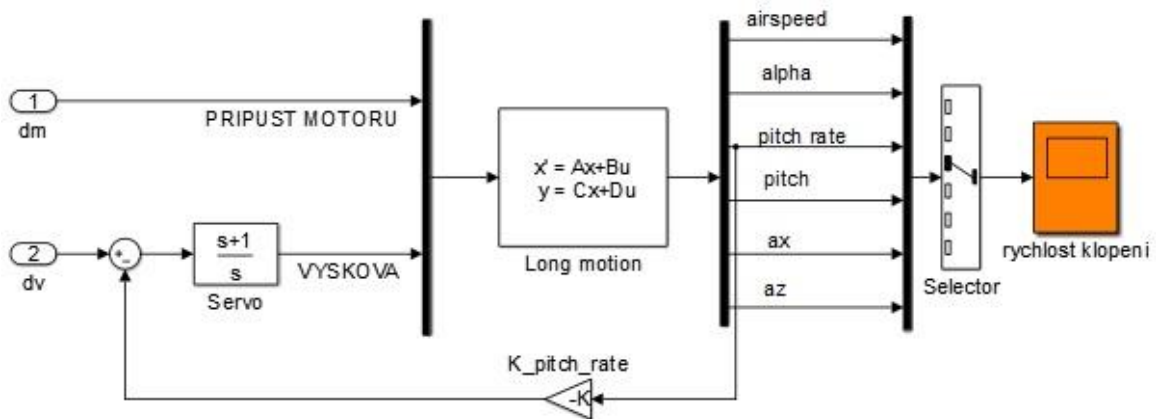 airspeed
alpha
1
dm
PRIPUST MOTORU
pitch rate
x' = Ax+Bu
y = Cx+Du
Long motion
pitch
2
dv
+
-
s+1
s
Servo
VYSKOVA
ax
az
Selector
rychlost klopeni
K_pitch_rate
-K